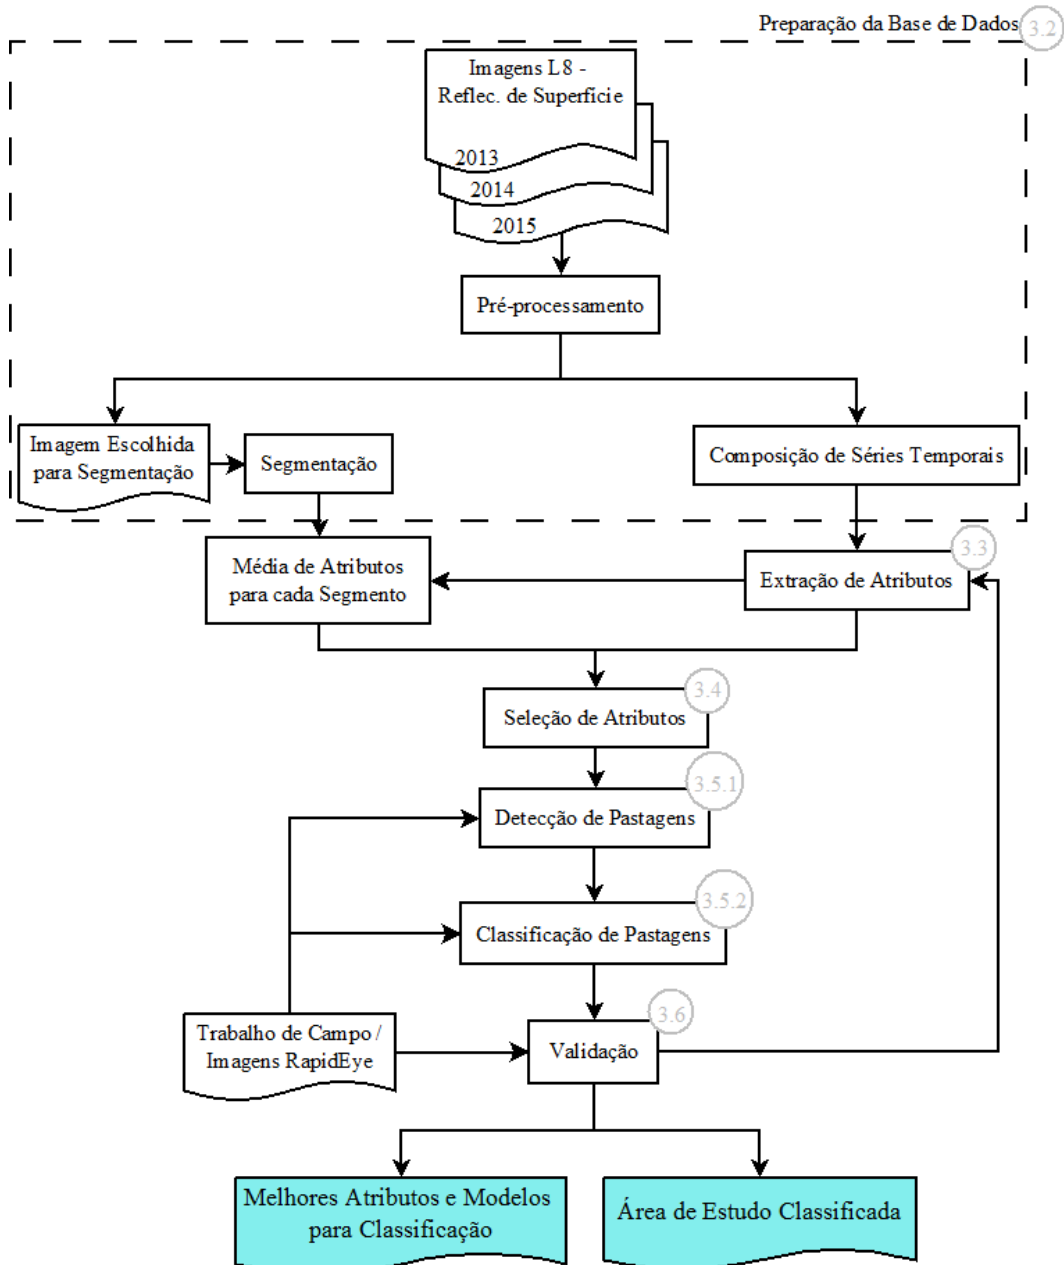 Preparação da Base de Dados
3.2
Imagens L8 -
Reflec. de Superfície
2013
2014
2015
Pré-processamento
Imagem Escolhida
para Segmentação
Segmentação
Composição de Séries Temporais
Média de Atributos
para cada Segmento
Extração de Atributos
3.3
Seleção de Atributos
3.4
Detecção de Pastagens
3.5.1
Classificação de Pastagens
3.5.2
Trabalho de Campo /
Imagens RapidEye
Validação
3.6
Melhores Atributos e Modelos
para Classificação
Área de Estudo Classificada